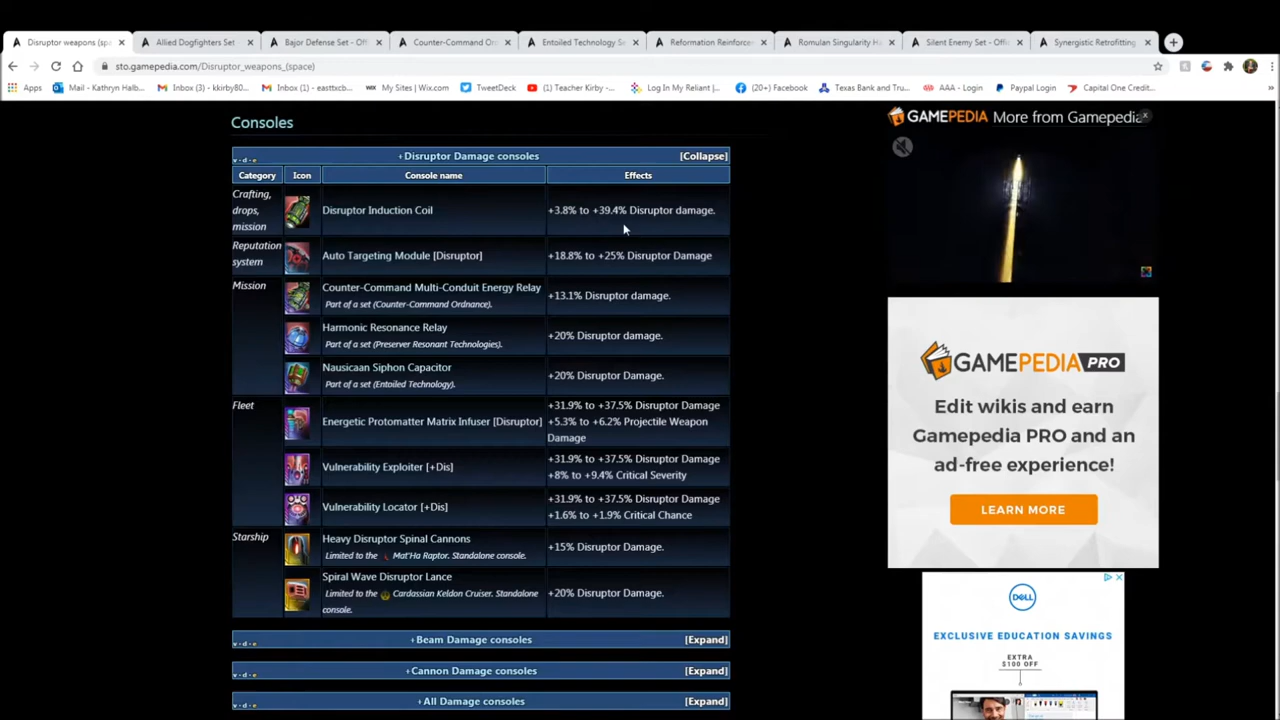 Disruptor weapons (spa
Allied Dogfighters Set
Bajor Defense Set - Offi
Counter-Command Or
Entoiled Technology Se
Reformation Reinforce
Romulan Singularity Ha
Silent Enemy Set - Offic
Synergistic Retrofitting
sto.gamepedia.com/Disruptor_weapons_(space)
Apps
Mail - Kathryn Halb...
Inbox (3) - kkirby80...
Inbox (1) - easttxcb...
WIX My Sites | Wix.com
TweetDeck
(1) Teacher Kirby -...
Log In My Reliant |...
(20+) Facebook
Texas Bank and Tru...
AAA - Login
Paypal Login
Capital One Credit...
»
Consoles
v · d · e
+Disruptor Damage consoles
[Collapse]
Category
Icon
Console name
Effects
Crafting,
drops,
mission
Disruptor Induction Coil
+3.8% to +39.4% Disruptor damage.
Reputation
system
Auto Targeting Module [Disruptor]
+18.8% to +25% Disruptor Damage
Mission
Counter-Command Multi-Conduit Energy Relay
Part of a set (Counter-Command Ordnance).
+13.1% Disruptor damage.
Harmonic Resonance Relay
Part of a set (Preserver Resonant Technologies).
+20% Disruptor damage.
Nausicaan Siphon Capacitor
Part of a set (Entoiled Technology).
+20% Disruptor Damage.
Fleet
Energetic Protomatter Matrix Infuser [Disruptor]
+31.9% to +37.5% Disruptor Damage
+5.3% to +6.2% Projectile Weapon
Damage
Vulnerability Exploiter [+Dis]
+31.9% to +37.5% Disruptor Damage
+8% to +9.4% Critical Severity
Vulnerability Locator [+Dis]
+31.9% to +37.5% Disruptor Damage
+1.6% to +1.9% Critical Chance
Starship
Heavy Disruptor Spinal Cannons
Limited to the Mat'Ha Raptor. Standalone console.
+15% Disruptor Damage.
Spiral Wave Disruptor Lance
Limited to the Cardassian Keldon Cruiser. Standalone
console.
+20% Disruptor Damage.
v · d · e
+Beam Damage consoles
[Expand]
v · d · e
+Cannon Damage consoles
[Expand]
v · d · e
+All Damage consoles
[Expand]
GAMEPEDIA More from Gamepedia
GAMEPEDIA PRO
Edit wikis and earn
Gamepedia PRO and an
ad-free experience!
LEARN MORE
DELL
EXCLUSIVE EDUCATION SAVINGS
EXTRA
$100 OFF